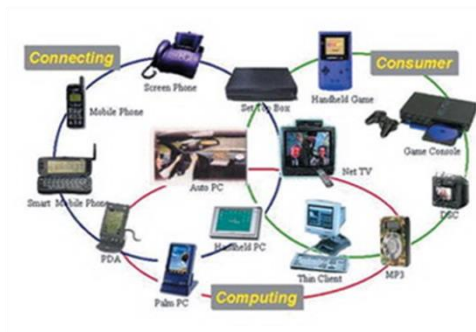 Connecting
Consumer
Screen Phone
Handheld Game
Set Top Box
Mobile Phone
Game Console
Auto PC
Net TV
Smart Mobile Phone
DSC
PDA
Handheld PC
MP3
Thin Client
Palm PC
Computing